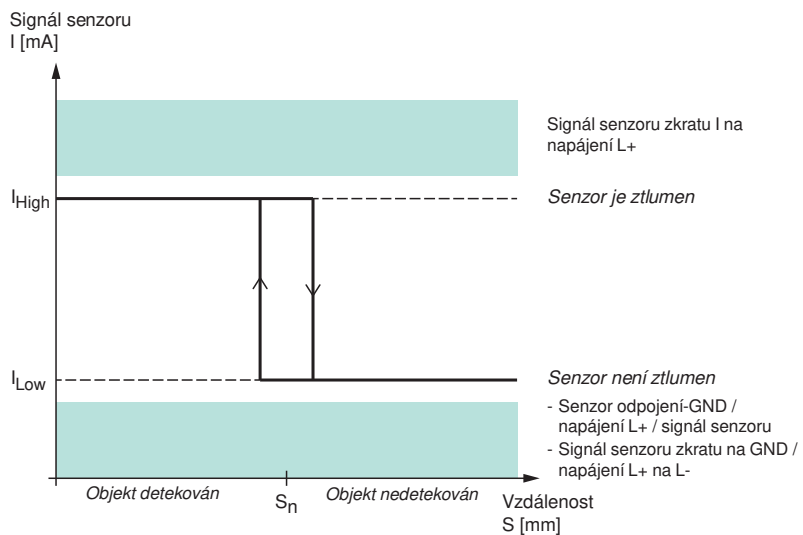 Signál senzoru
I [mA]
Signál senzoru zkratu I na
napájení L+
IHigh
Senzor je ztlumen
ILow
Senzor není ztlumen
- Senzor odpojení-GND /
napájení L+ / signál senzoru
- Signál senzoru zkratu na GND /
napájení L+ na L-
Objekt detekován
Sn
Objekt nedetekován
Vzdálenost
S [mm]